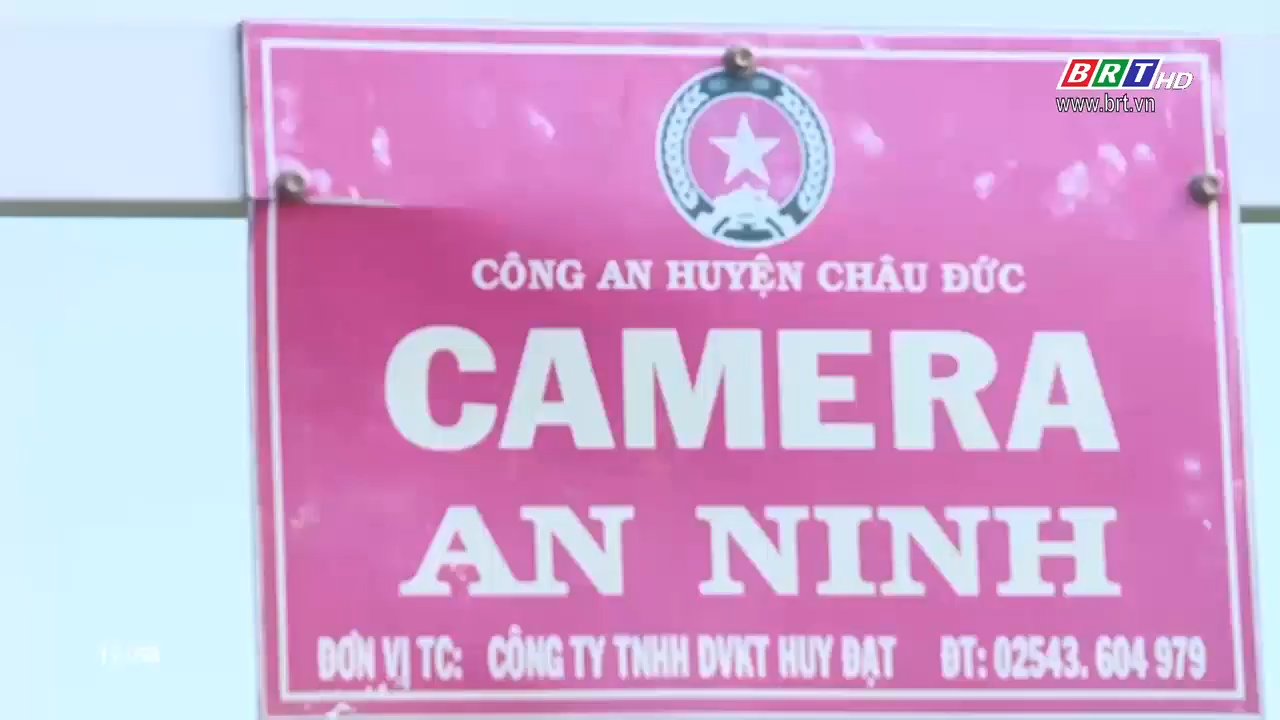 BRT HD
www.brt.vn
CÔNG AN HUYỆN CHÂU ĐỨC
CAMERA
AN NINH
ĐƠN VỊ TC: CÔNG TY TNHH DVKT HUY ĐẠT ĐT: 02543. 604 979